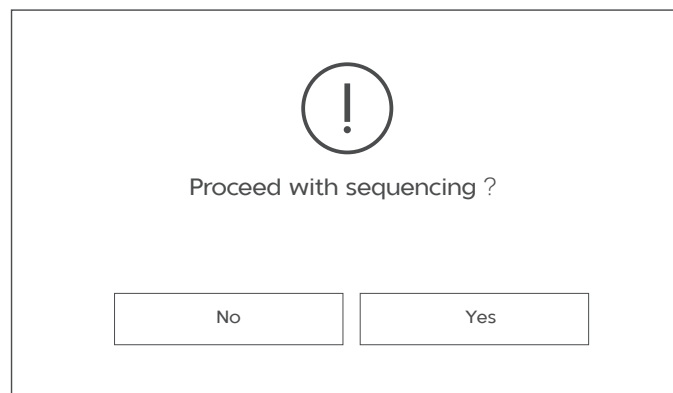 Proceed with sequencing ?
No
Yes